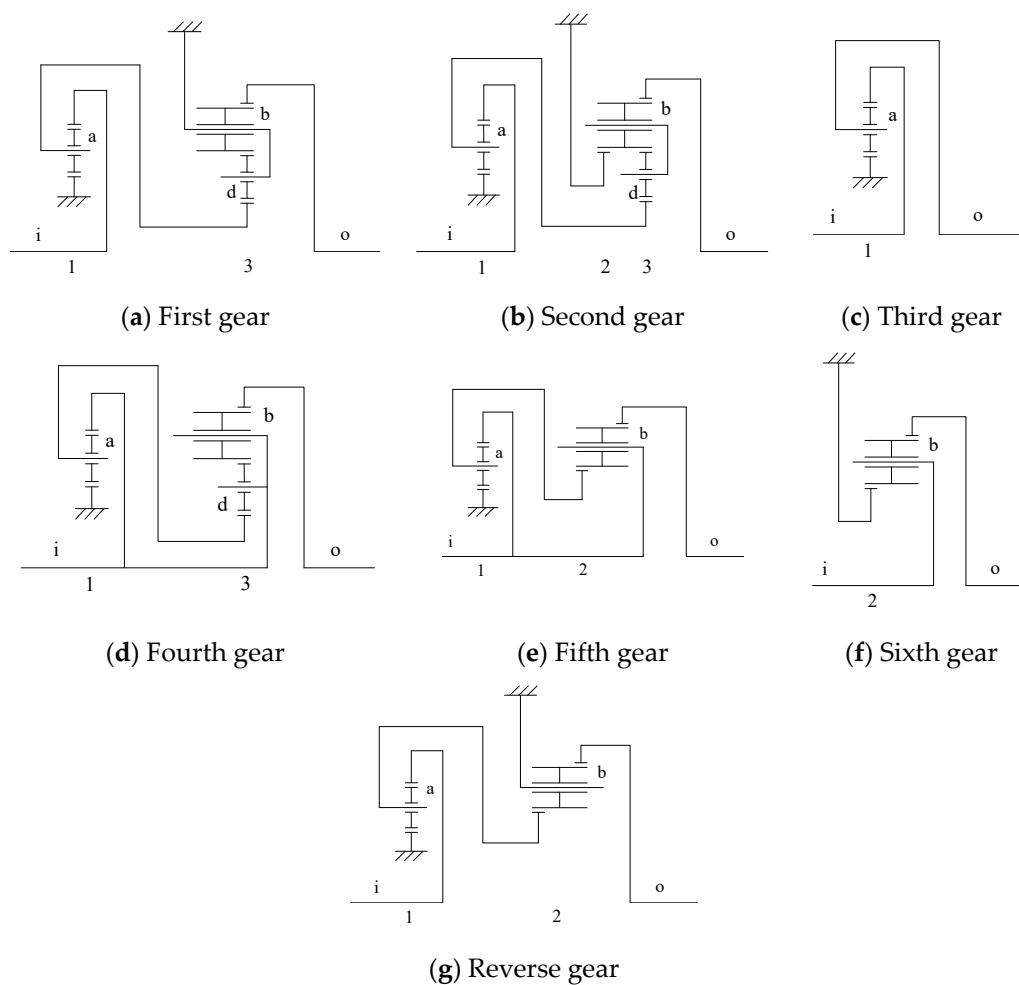 a
b
d
i
o
1
3
(a) First gear
a
b
d
i
o
1
2
3
(b) Second gear
a
i
o
1
(c) Third gear
a
b
d
i
o
1
3
(d) Fourth gear
a
b
i
o
1
2
(e) Fifth gear
b
i
o
2
(f) Sixth gear
a
b
i
o
1
2
(g) Reverse gear